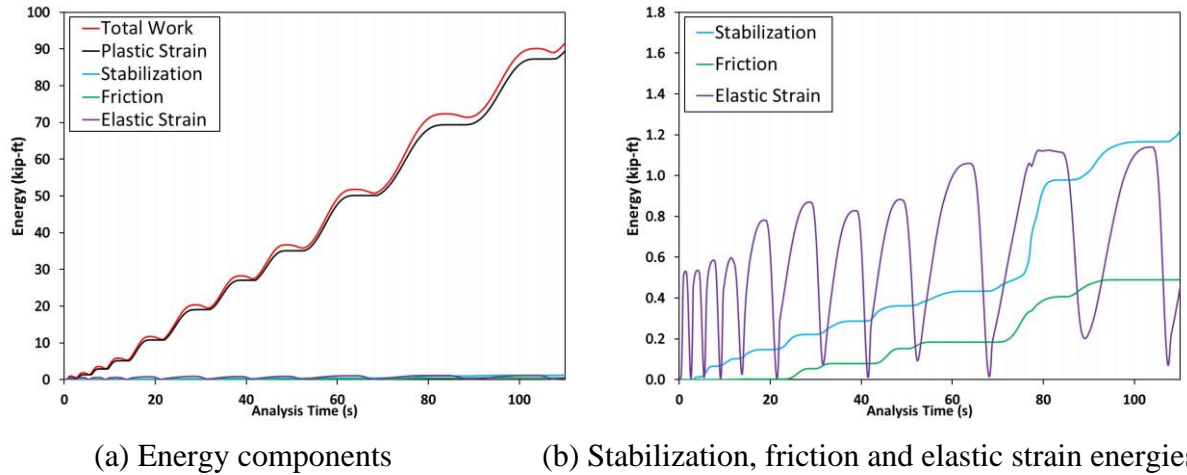 100
90
80
70
60
50
40
30
20
10
0
Energy (kip-ft)
Total Work
Plastic Strain
Stabilization
Friction
Elastic Strain
0 20 40 60 80 100
Analysis Time (s)
1.8
1.6
1.4
1.2
1.0
0.8
0.6
0.4
0.2
0.0
Energy (kip-ft)
Stabilization
Friction
Elastic Strain
0 20 40 60 80 100
Analysis Time (s)
(a) Energy components (b) Stabilization, friction and elastic strain energies